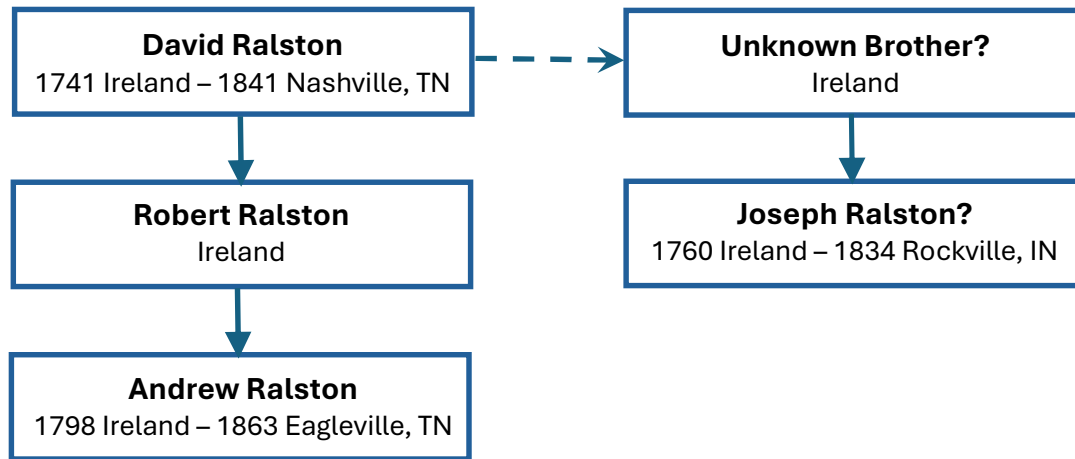 David Ralston
1741 Ireland – 1841 Nashville, TN
Unknown Brother?
Ireland
Robert Ralston
Ireland
Joseph Ralston?
1760 Ireland – 1834 Rockville, IN
Andrew Ralston
1798 Ireland – 1863 Eagleville, TN